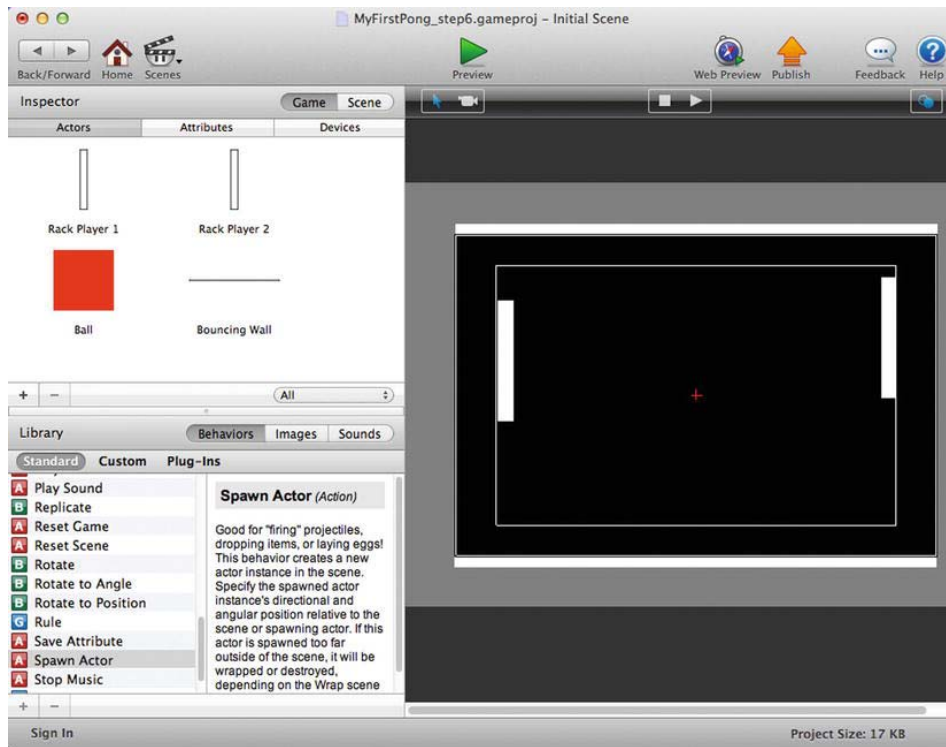 MyFirstPong_step6.gameproj – Initial Scene
Back/Forward Home Scenes Preview Web Preview Publish Feedback Help
Inspector Game Scene
Actors Attributes Devices
Rack Player 1 Rack Player 2
Ball Bouncing Wall
+ − All
Library Behaviors Images Sounds
Standard Custom Plug-Ins
A Play Sound
B Replicate
A Reset Game
A Reset Scene
B Rotate
B Rotate to Angle
B Rotate to Position
G Rule
A Save Attribute
A Spawn Actor
A Stop Music
Spawn Actor (Action)
Good for "firing" projectiles,
dropping items, or laying eggs!
This behavior creates a new
actor instance in the scene.
Specify the spawned actor
instance's directional and
angular position relative to the
scene or spawning actor. If this
actor is spawned too far
outside of the scene, it will be
wrapped or destroyed,
depending on the Wrap scene
+ −
Sign In Project Size: 17 KB